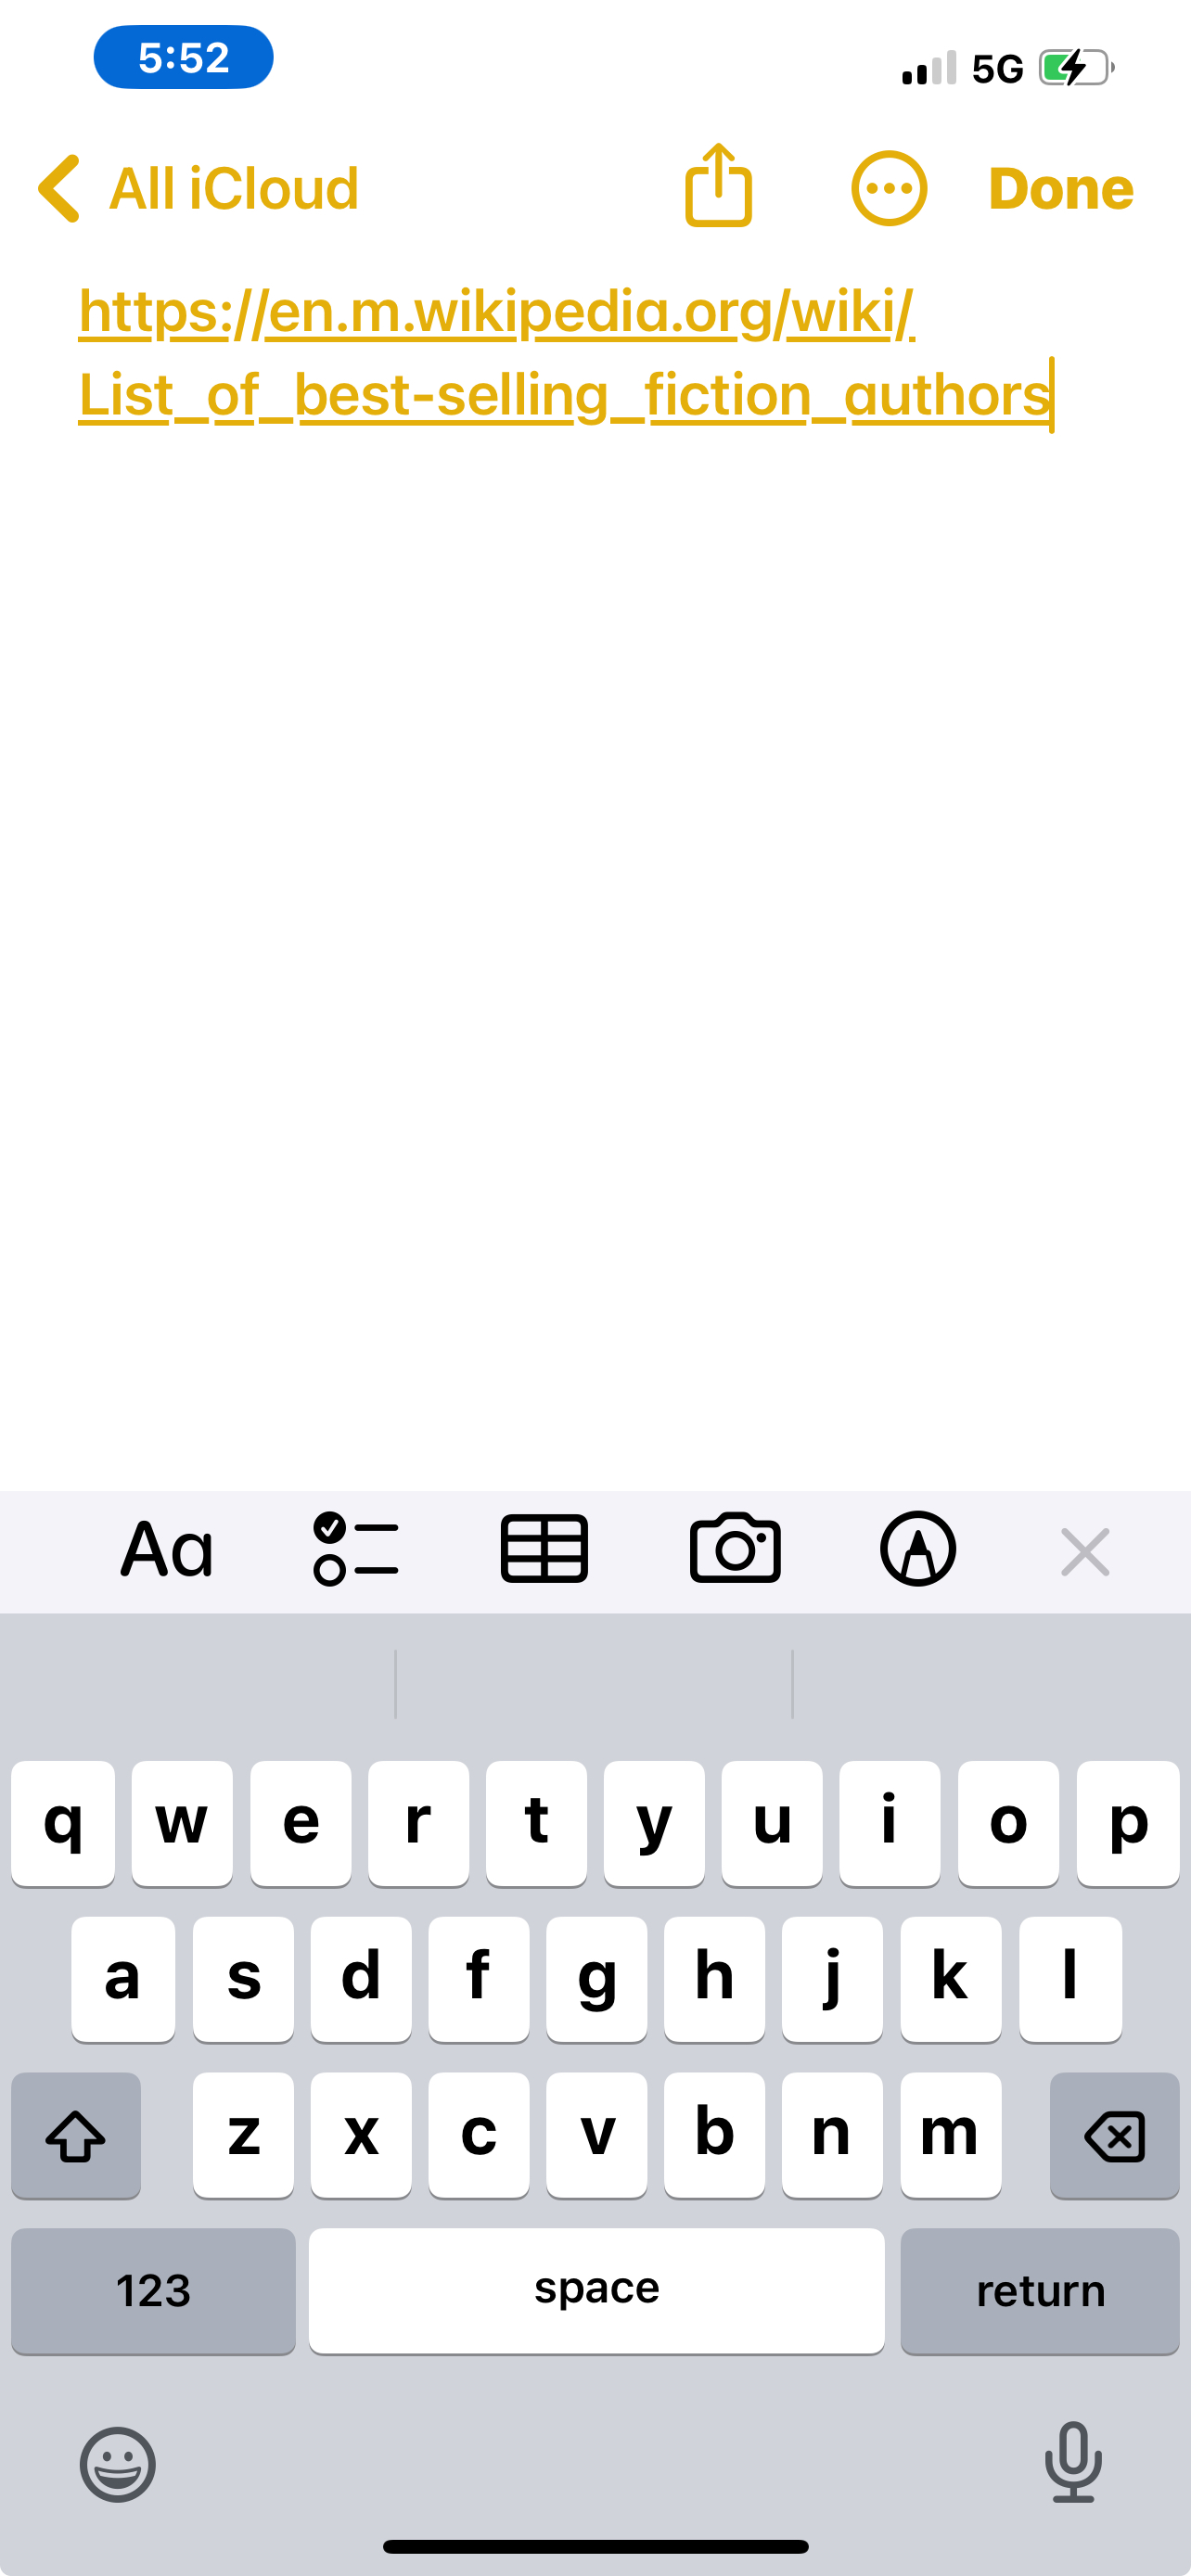 5:52 5G
All iCloud Done
https://en.m.wikipedia.org/wiki/
List_of_best-selling_fiction_authors
Aa
q w e r t y u i o p
a s d f g h j k l
z x c v b n m
123 space return